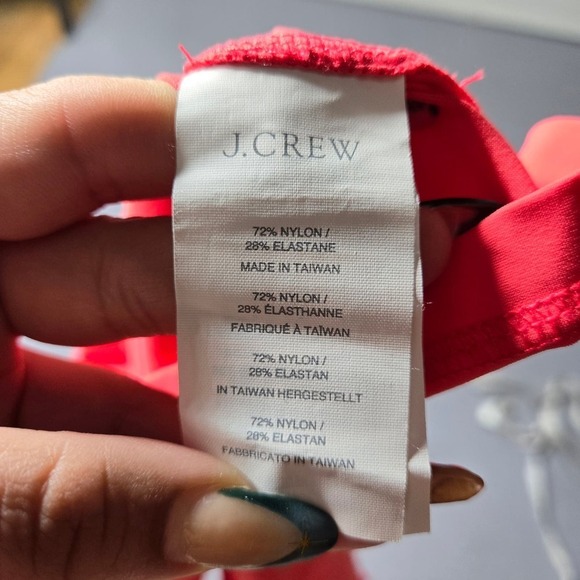 J.CREW
72% NYLON /
28% ELASTANE
MADE IN TAIWAN
72% NYLON /
28% ÉLASTHANNE
FABRIQUÉ À TAÏWAN
72% NYLON /
28% ELASTAN
IN TAIWAN HERGESTELLT
72% NYLON /
28% ELASTAN
FABBRICATO IN TAIWAN